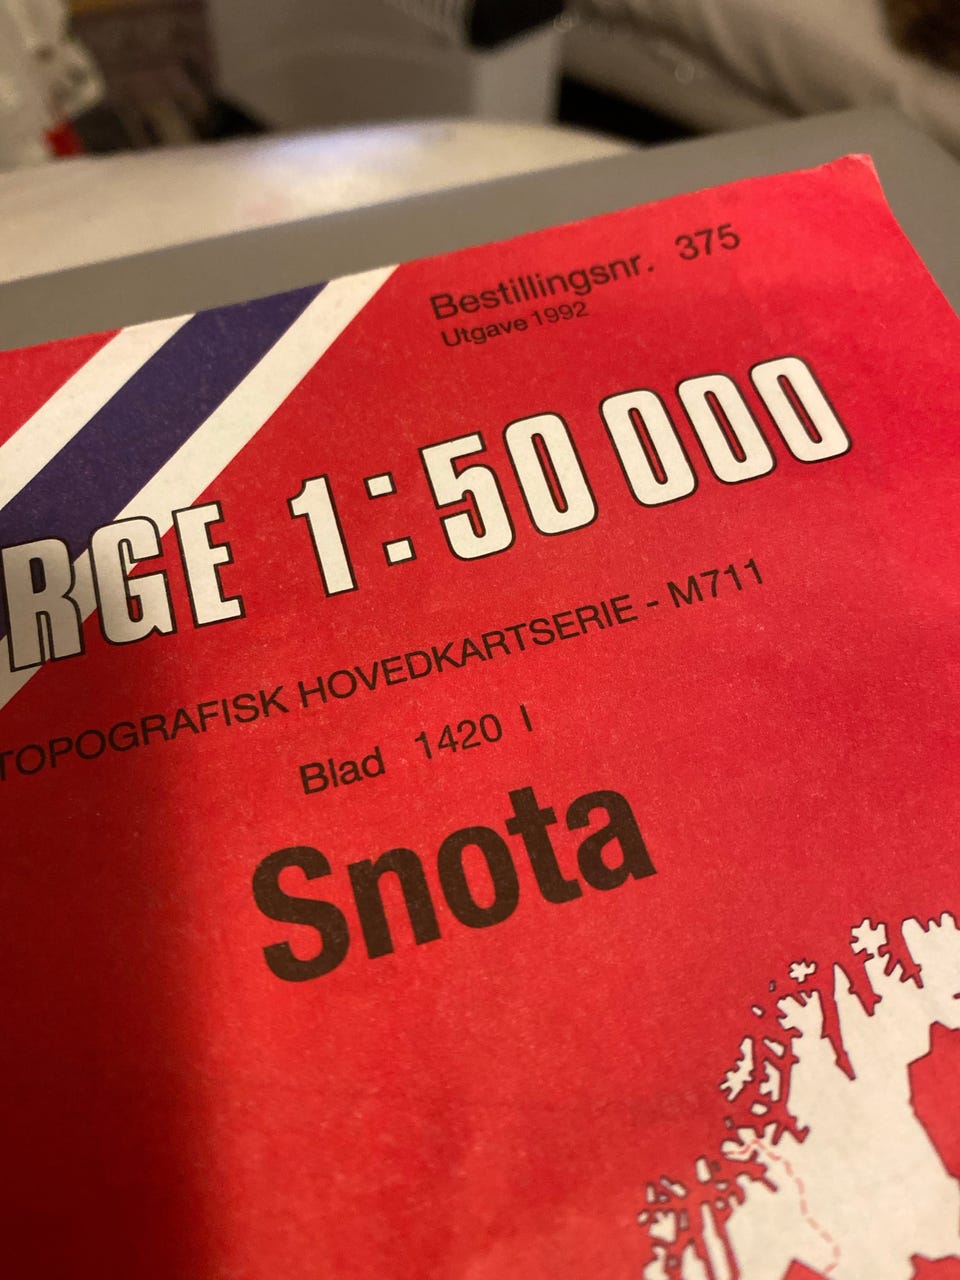 Bestillingsnr. 375
Utgave 1992
RGE 1:50 000
TOPOGRAFISK HOVEDKARTSERIE - M711
Blad 1420 I
Snota